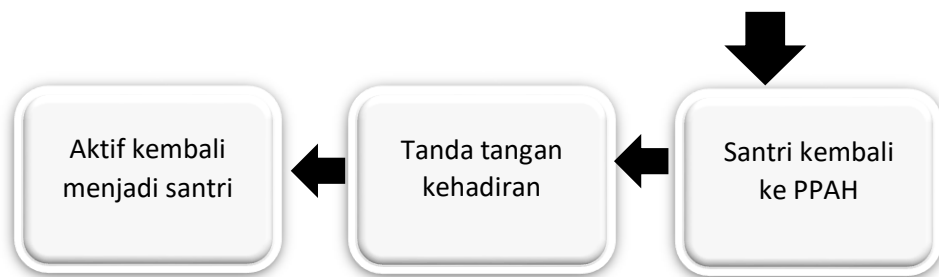 Aktif kembali
menjadi santri
Tanda tangan
kehadiran
Santri kembali
ke PPAH